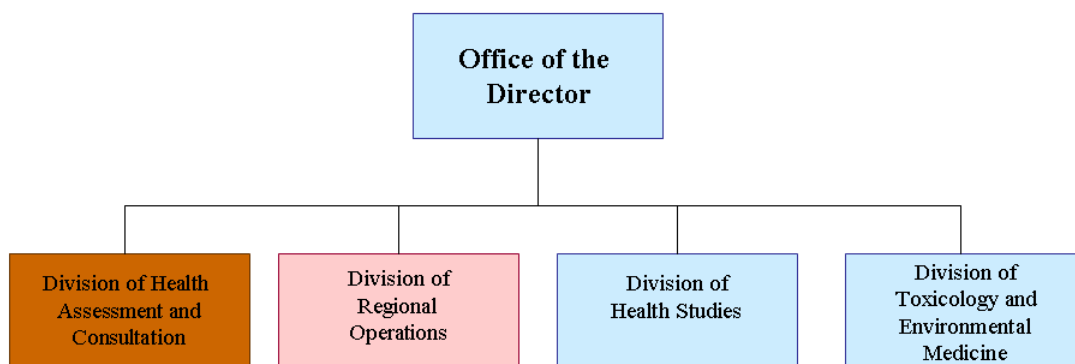 Office of the
Director
Division of Health
Assessment and
Consultation
Division of
Regional
Operations
Division of
Health Studies
Division of
Toxicology and
Environmental
Medicine